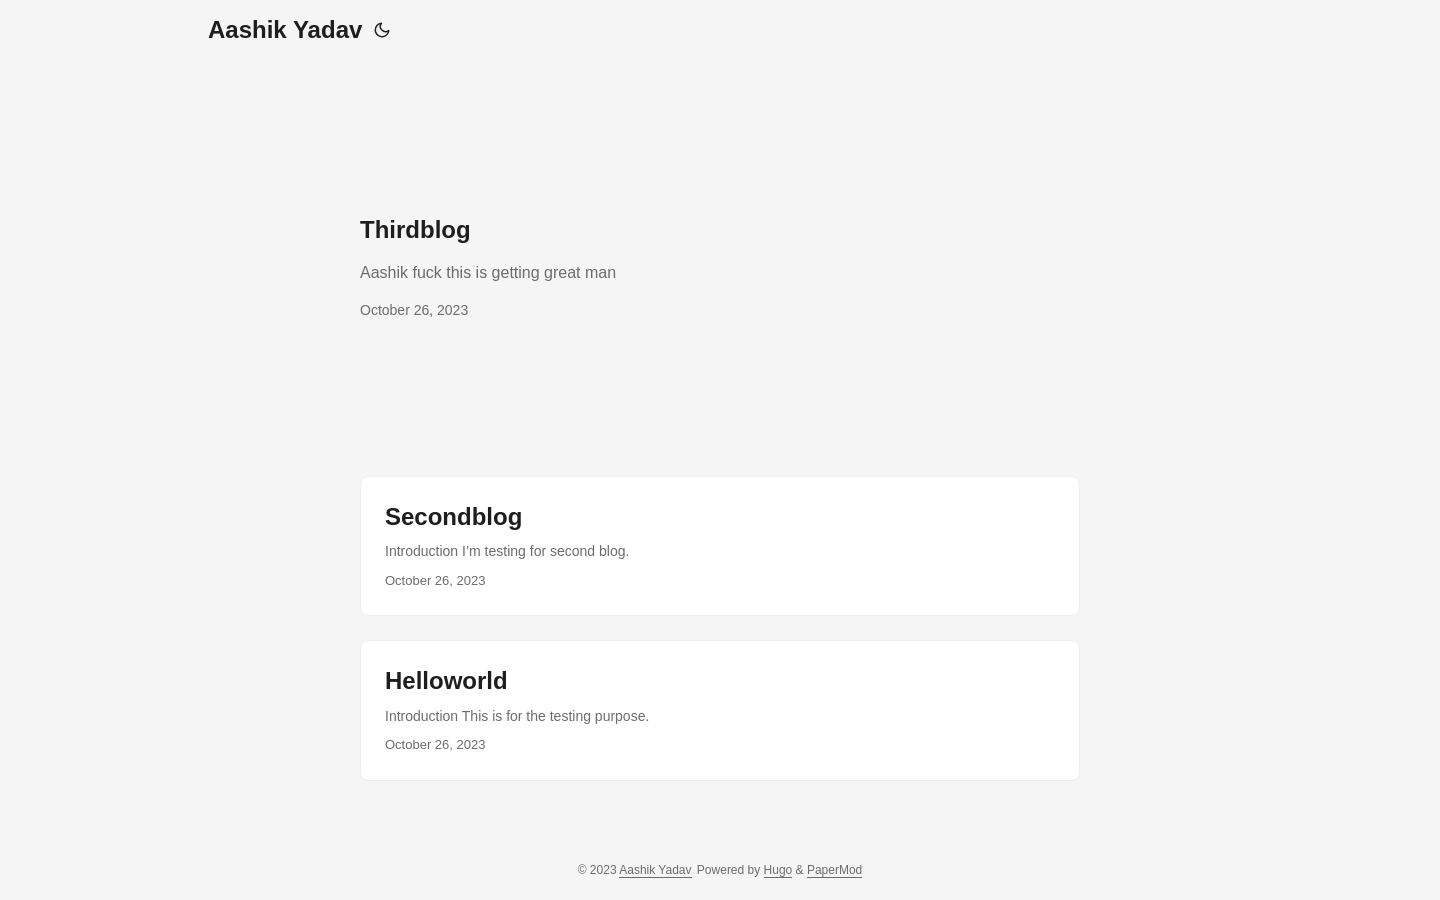 Aashik Yadav
Thirdblog
Aashik fuck this is getting great man
October 26, 2023
Secondblog
Introduction I’m testing for second blog.
October 26, 2023
Helloworld
Introduction This is for the testing purpose.
October 26, 2023
© 2023 Aashik Yadav Powered by Hugo & PaperMod